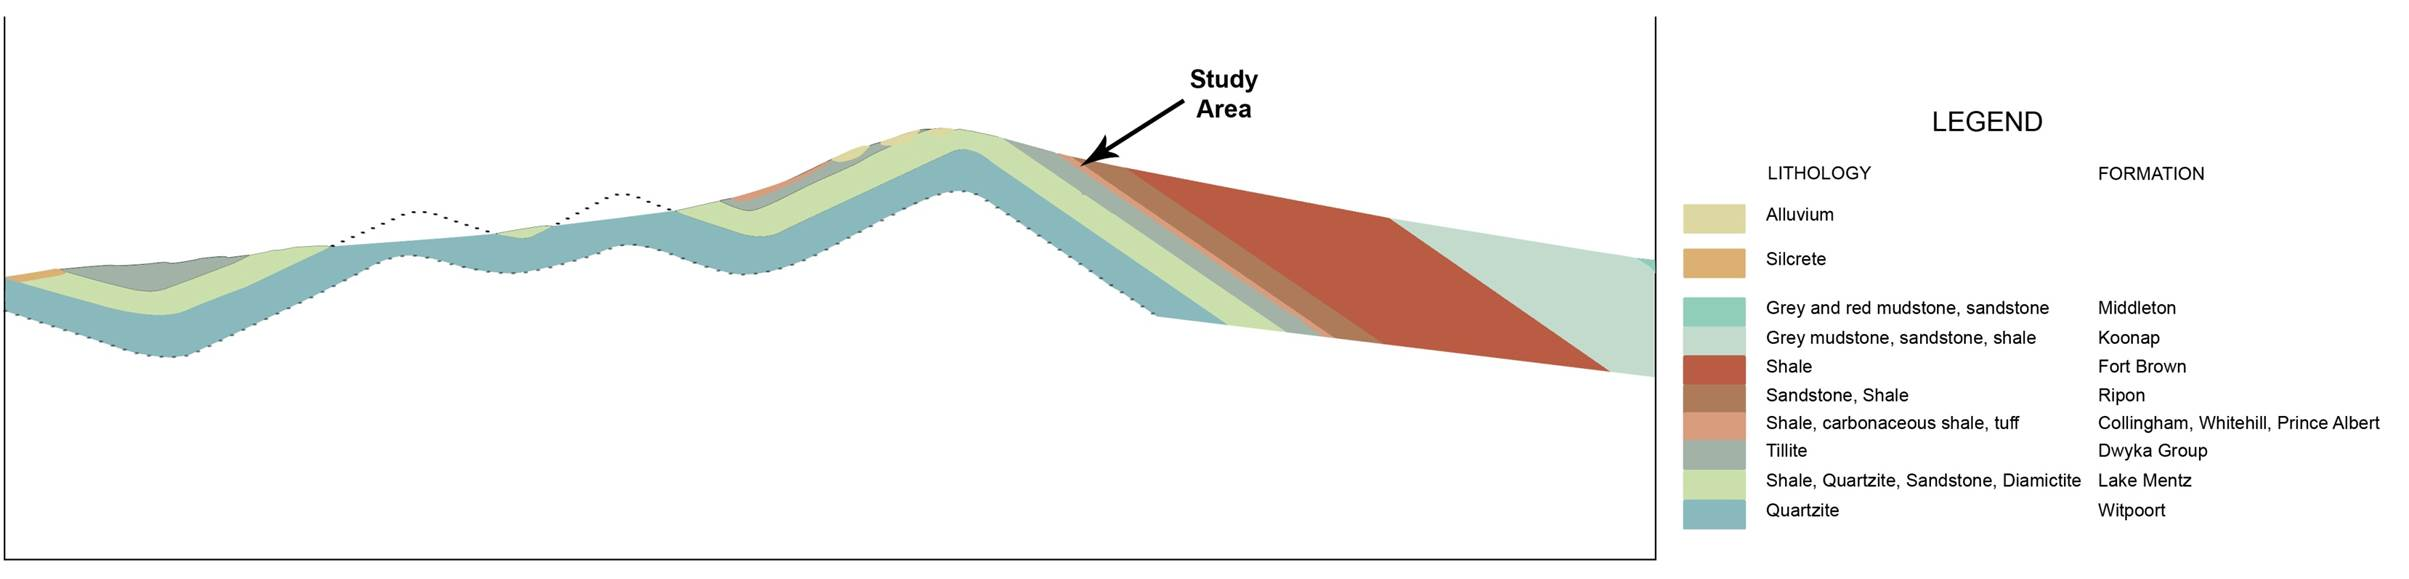 Study
Area
LEGEND
LITHOLOGY FORMATION
Alluvium
Silcrete
Grey and red mudstone, sandstone Middleton
Grey mudstone, sandstone, shale Koonap
Shale Fort Brown
Sandstone, Shale Ripon
Shale, carbonaceous shale, tuff Collingham, Whitehill, Prince Albert
Tillite Dwyka Group
Shale, Quartzite, Sandstone, Diamictite Lake Mentz
Quartzite Witpoort